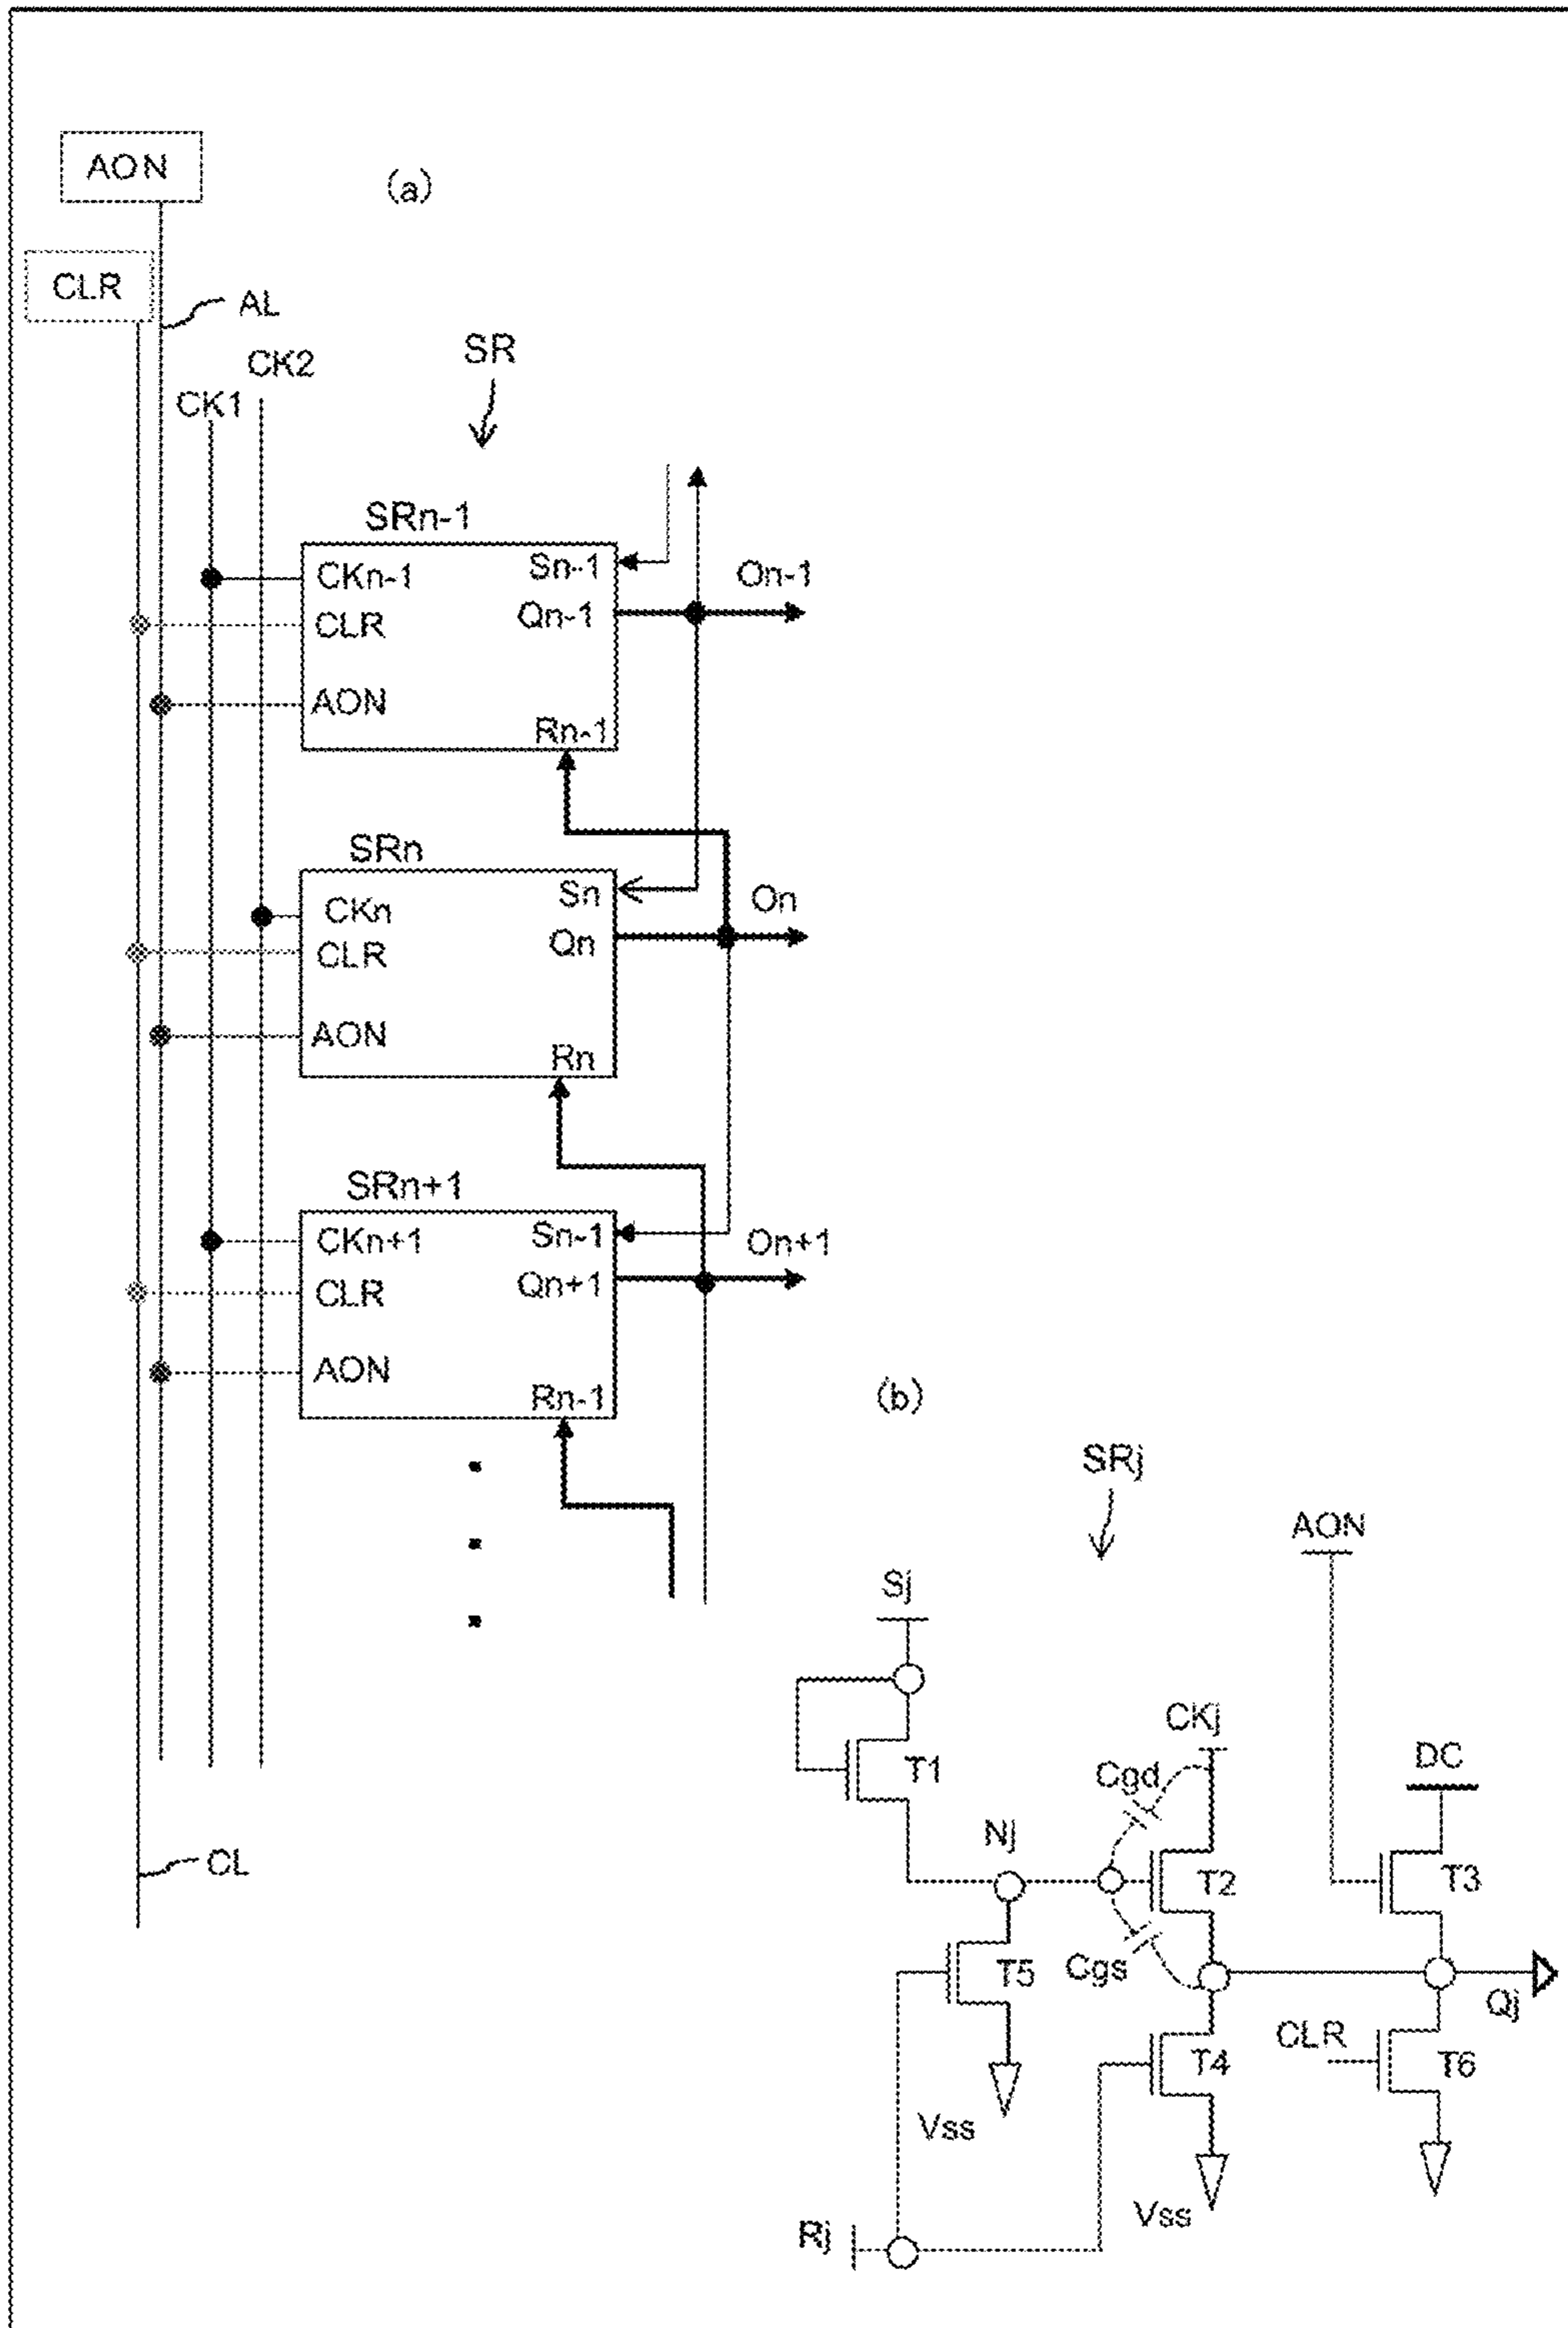 AON
(a)
CLR
AL
CK2
SR
CK1
SRn-1
CKn-1
Sn-1
On-1
CLR
Qn-1
AON
Rn-1
SRn
Sn
On
CKn
Qn
CLR
AON
Rn
SRn+1
Sn-1
On+1
CKn+1
Qn+1
CLR
AON
Rn-1
(b)
SRj
AON
Sj
CKj
DC
T1
Cgd
Nj
CL
T2
T3
Cgs
T5
Qj
CLR
T4
T6
Vss
Vss
Rj